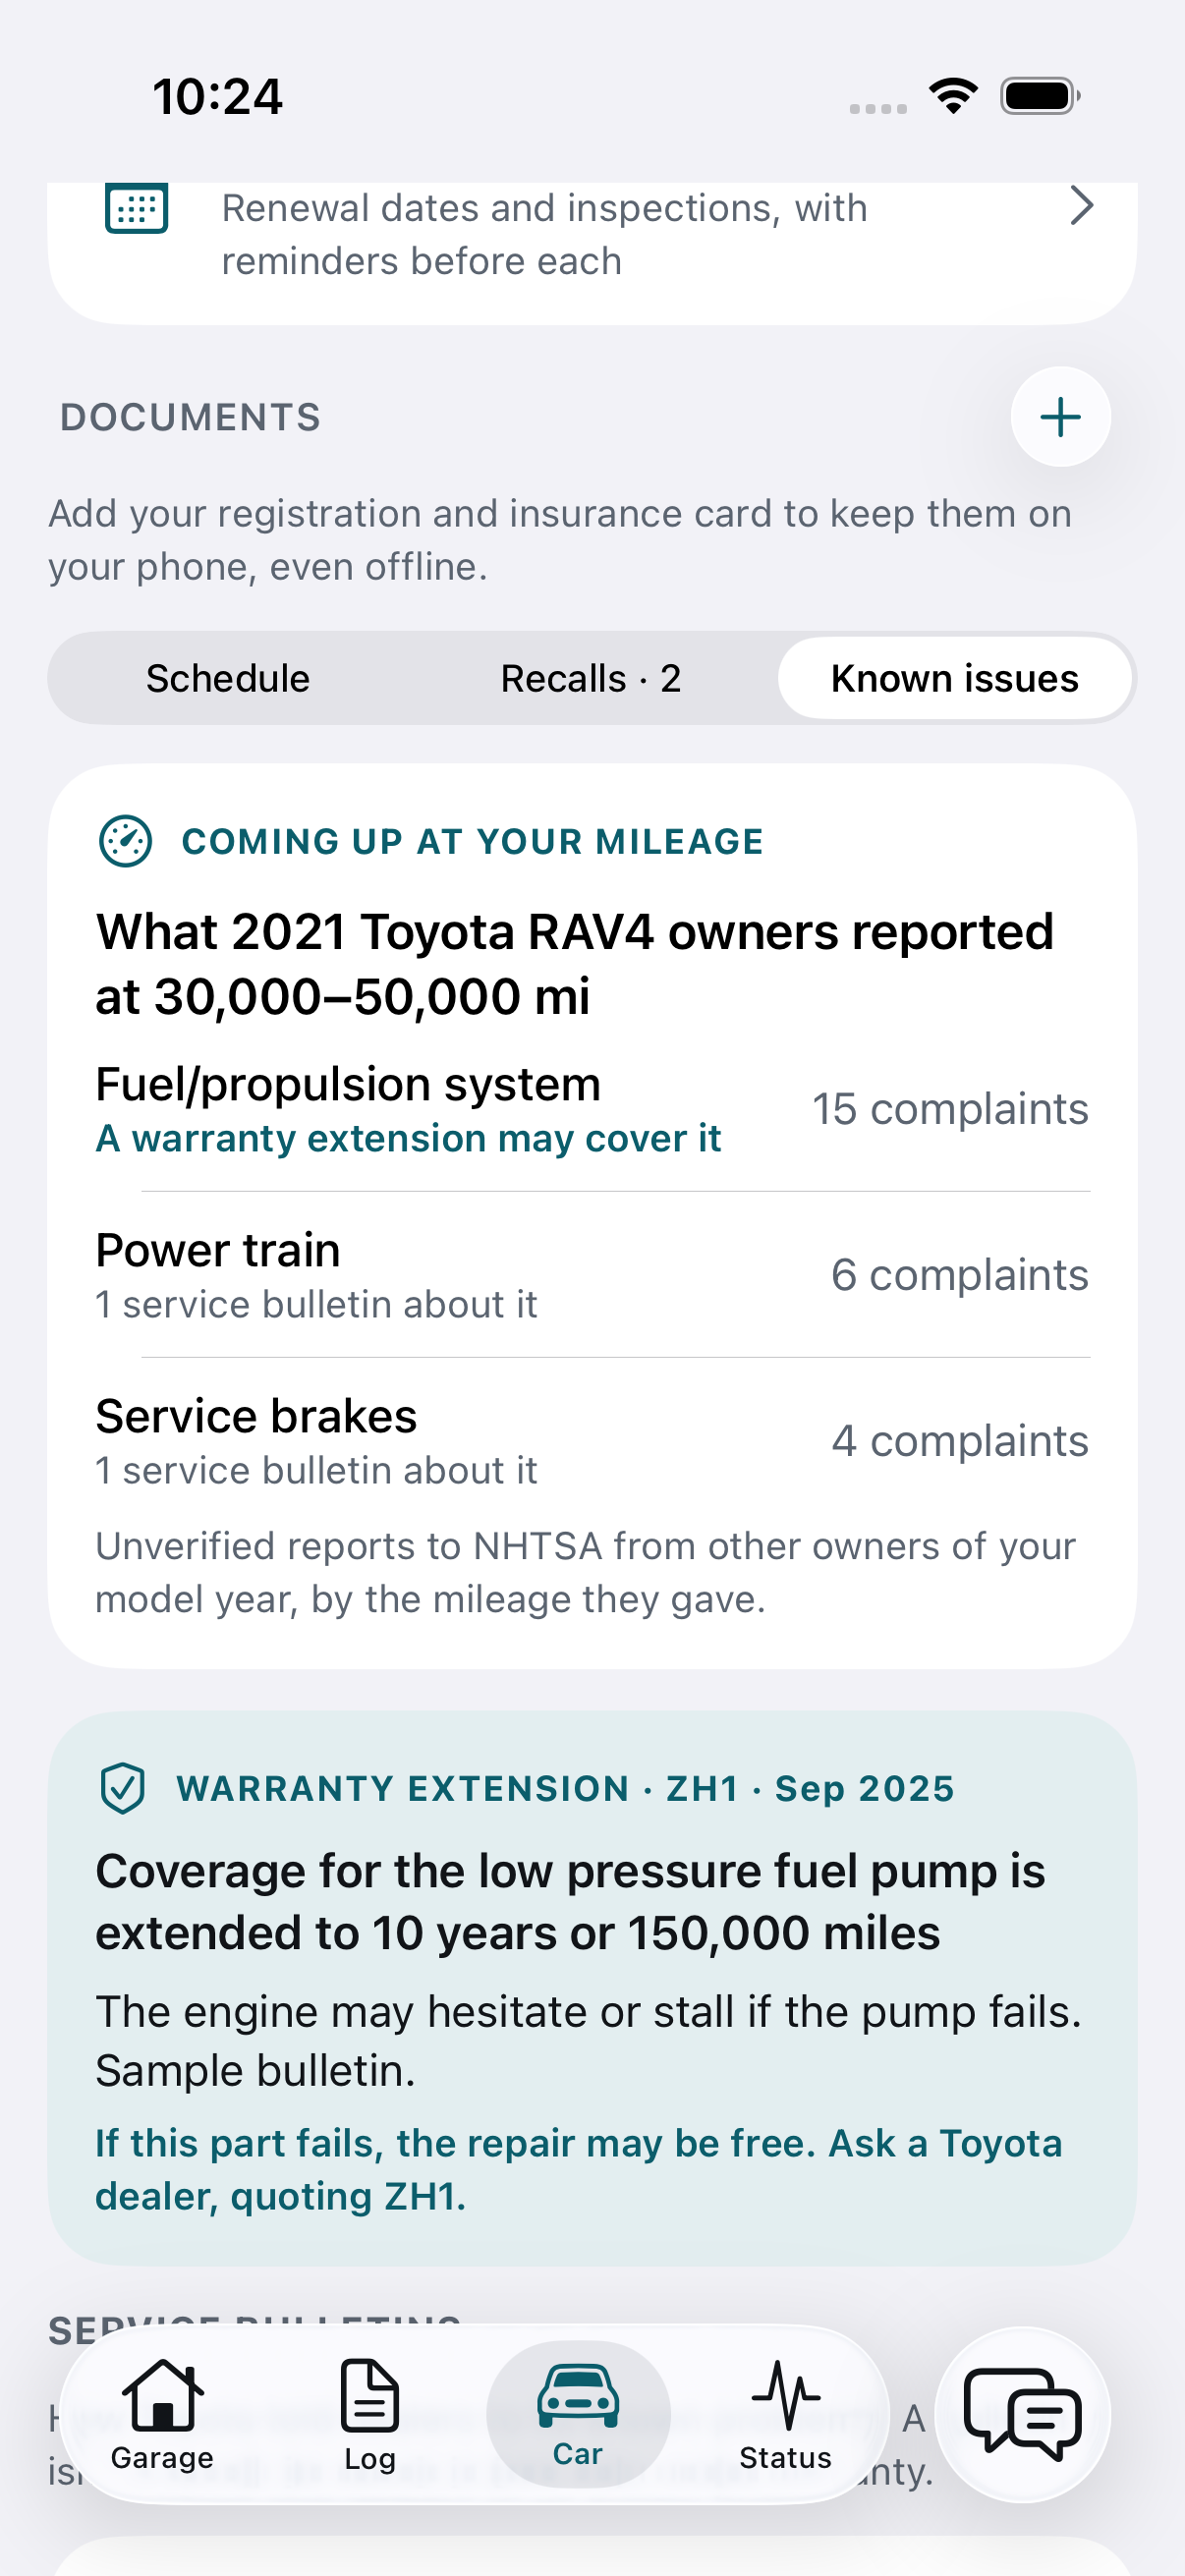 10:24
Renewal dates and inspections, with
reminders before each
DOCUMENTS
Add your registration and insurance card to keep them on
your phone, even offline.
Schedule
Recalls · 2
Known issues
COMING UP AT YOUR MILEAGE
What 2021 Toyota RAV4 owners reported
at 30,000–50,000 mi
Fuel/propulsion system
A warranty extension may cover it
15 complaints
Power train
1 service bulletin about it
6 complaints
Service brakes
1 service bulletin about it
4 complaints
Unverified reports to NHTSA from other owners of your
model year, by the mileage they gave.
WARRANTY EXTENSION · ZH1 · Sep 2025
Coverage for the low pressure fuel pump is
extended to 10 years or 150,000 miles
The engine may hesitate or stall if the pump fails.
Sample bulletin.
If this part fails, the repair may be free. Ask a Toyota
dealer, quoting ZH1.
SERVICE BULLETINS
A
Garage
Log
Car
Status